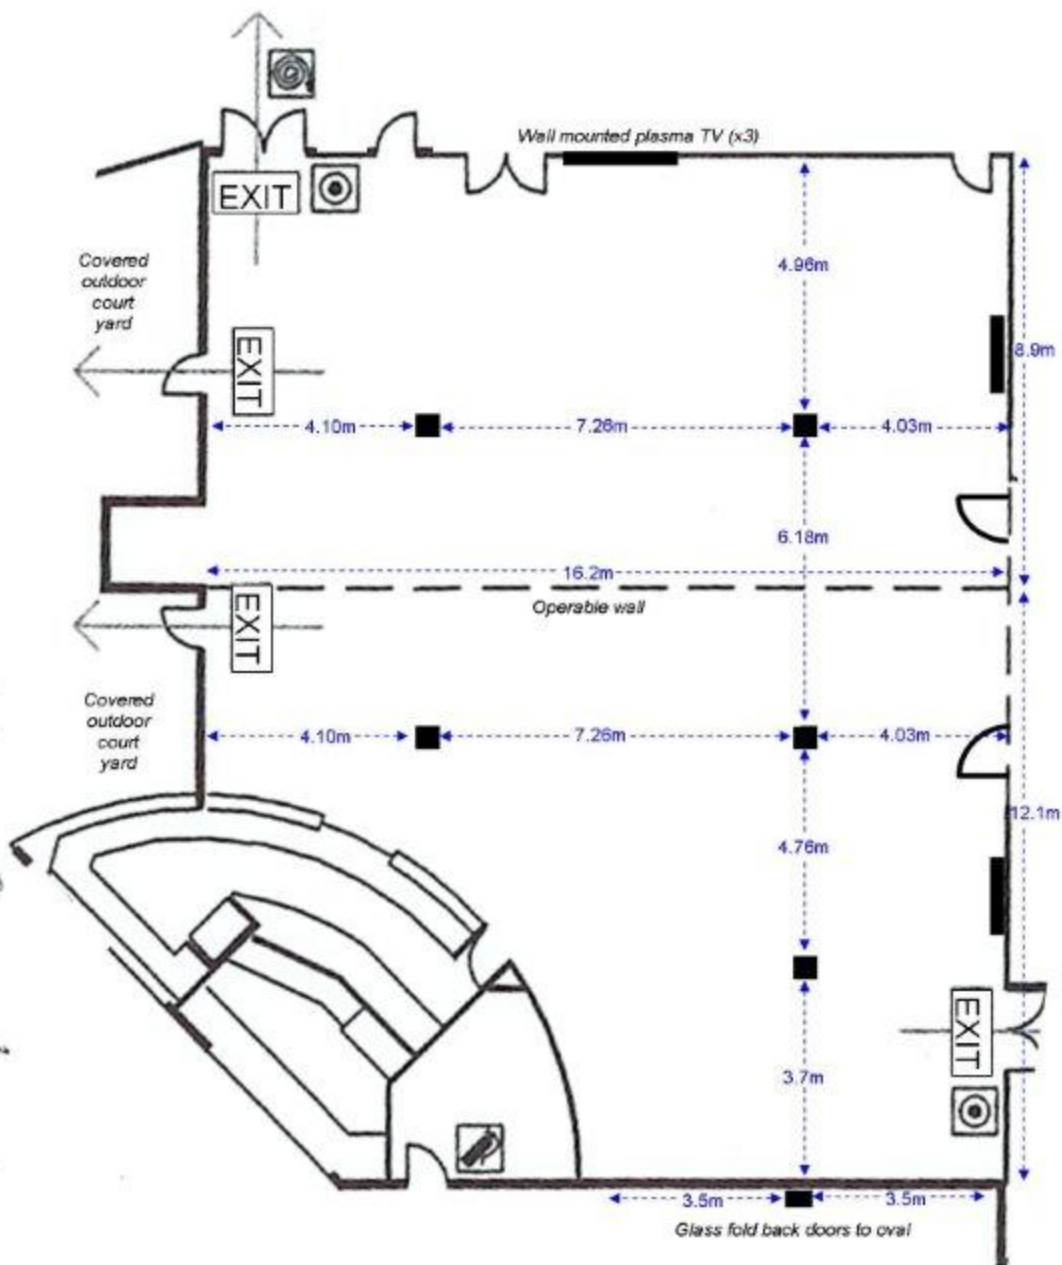 Wall mounted plasma TV (x3)
EXIT
Covered
outdoor
court
yard
4.96m
8.9m
EXIT
4.10m
7.26m
4.03m
6.18m
16.2m
Operable wall
EXIT
Covered
outdoor
court
yard
4.10m
7.26m
4.03m
12.1m
4.76m
EXIT
3.7m
3.5m
3.5m
Glass fold back doors to oval